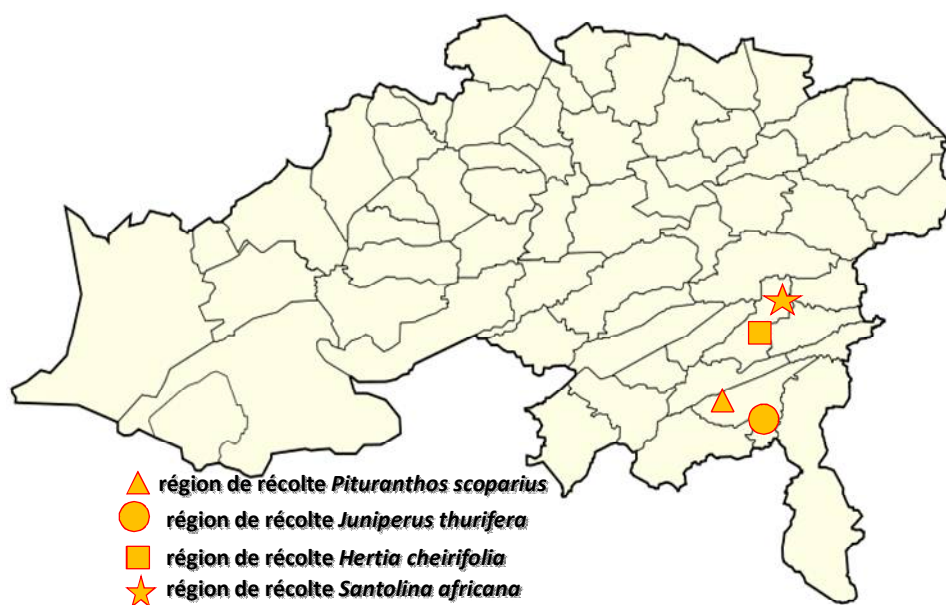 région de récolte Pituranthos scoparius
région de récolte Juniperus thurifera
région de récolte Hertia cheirifolia
région de récolte Santolina africana